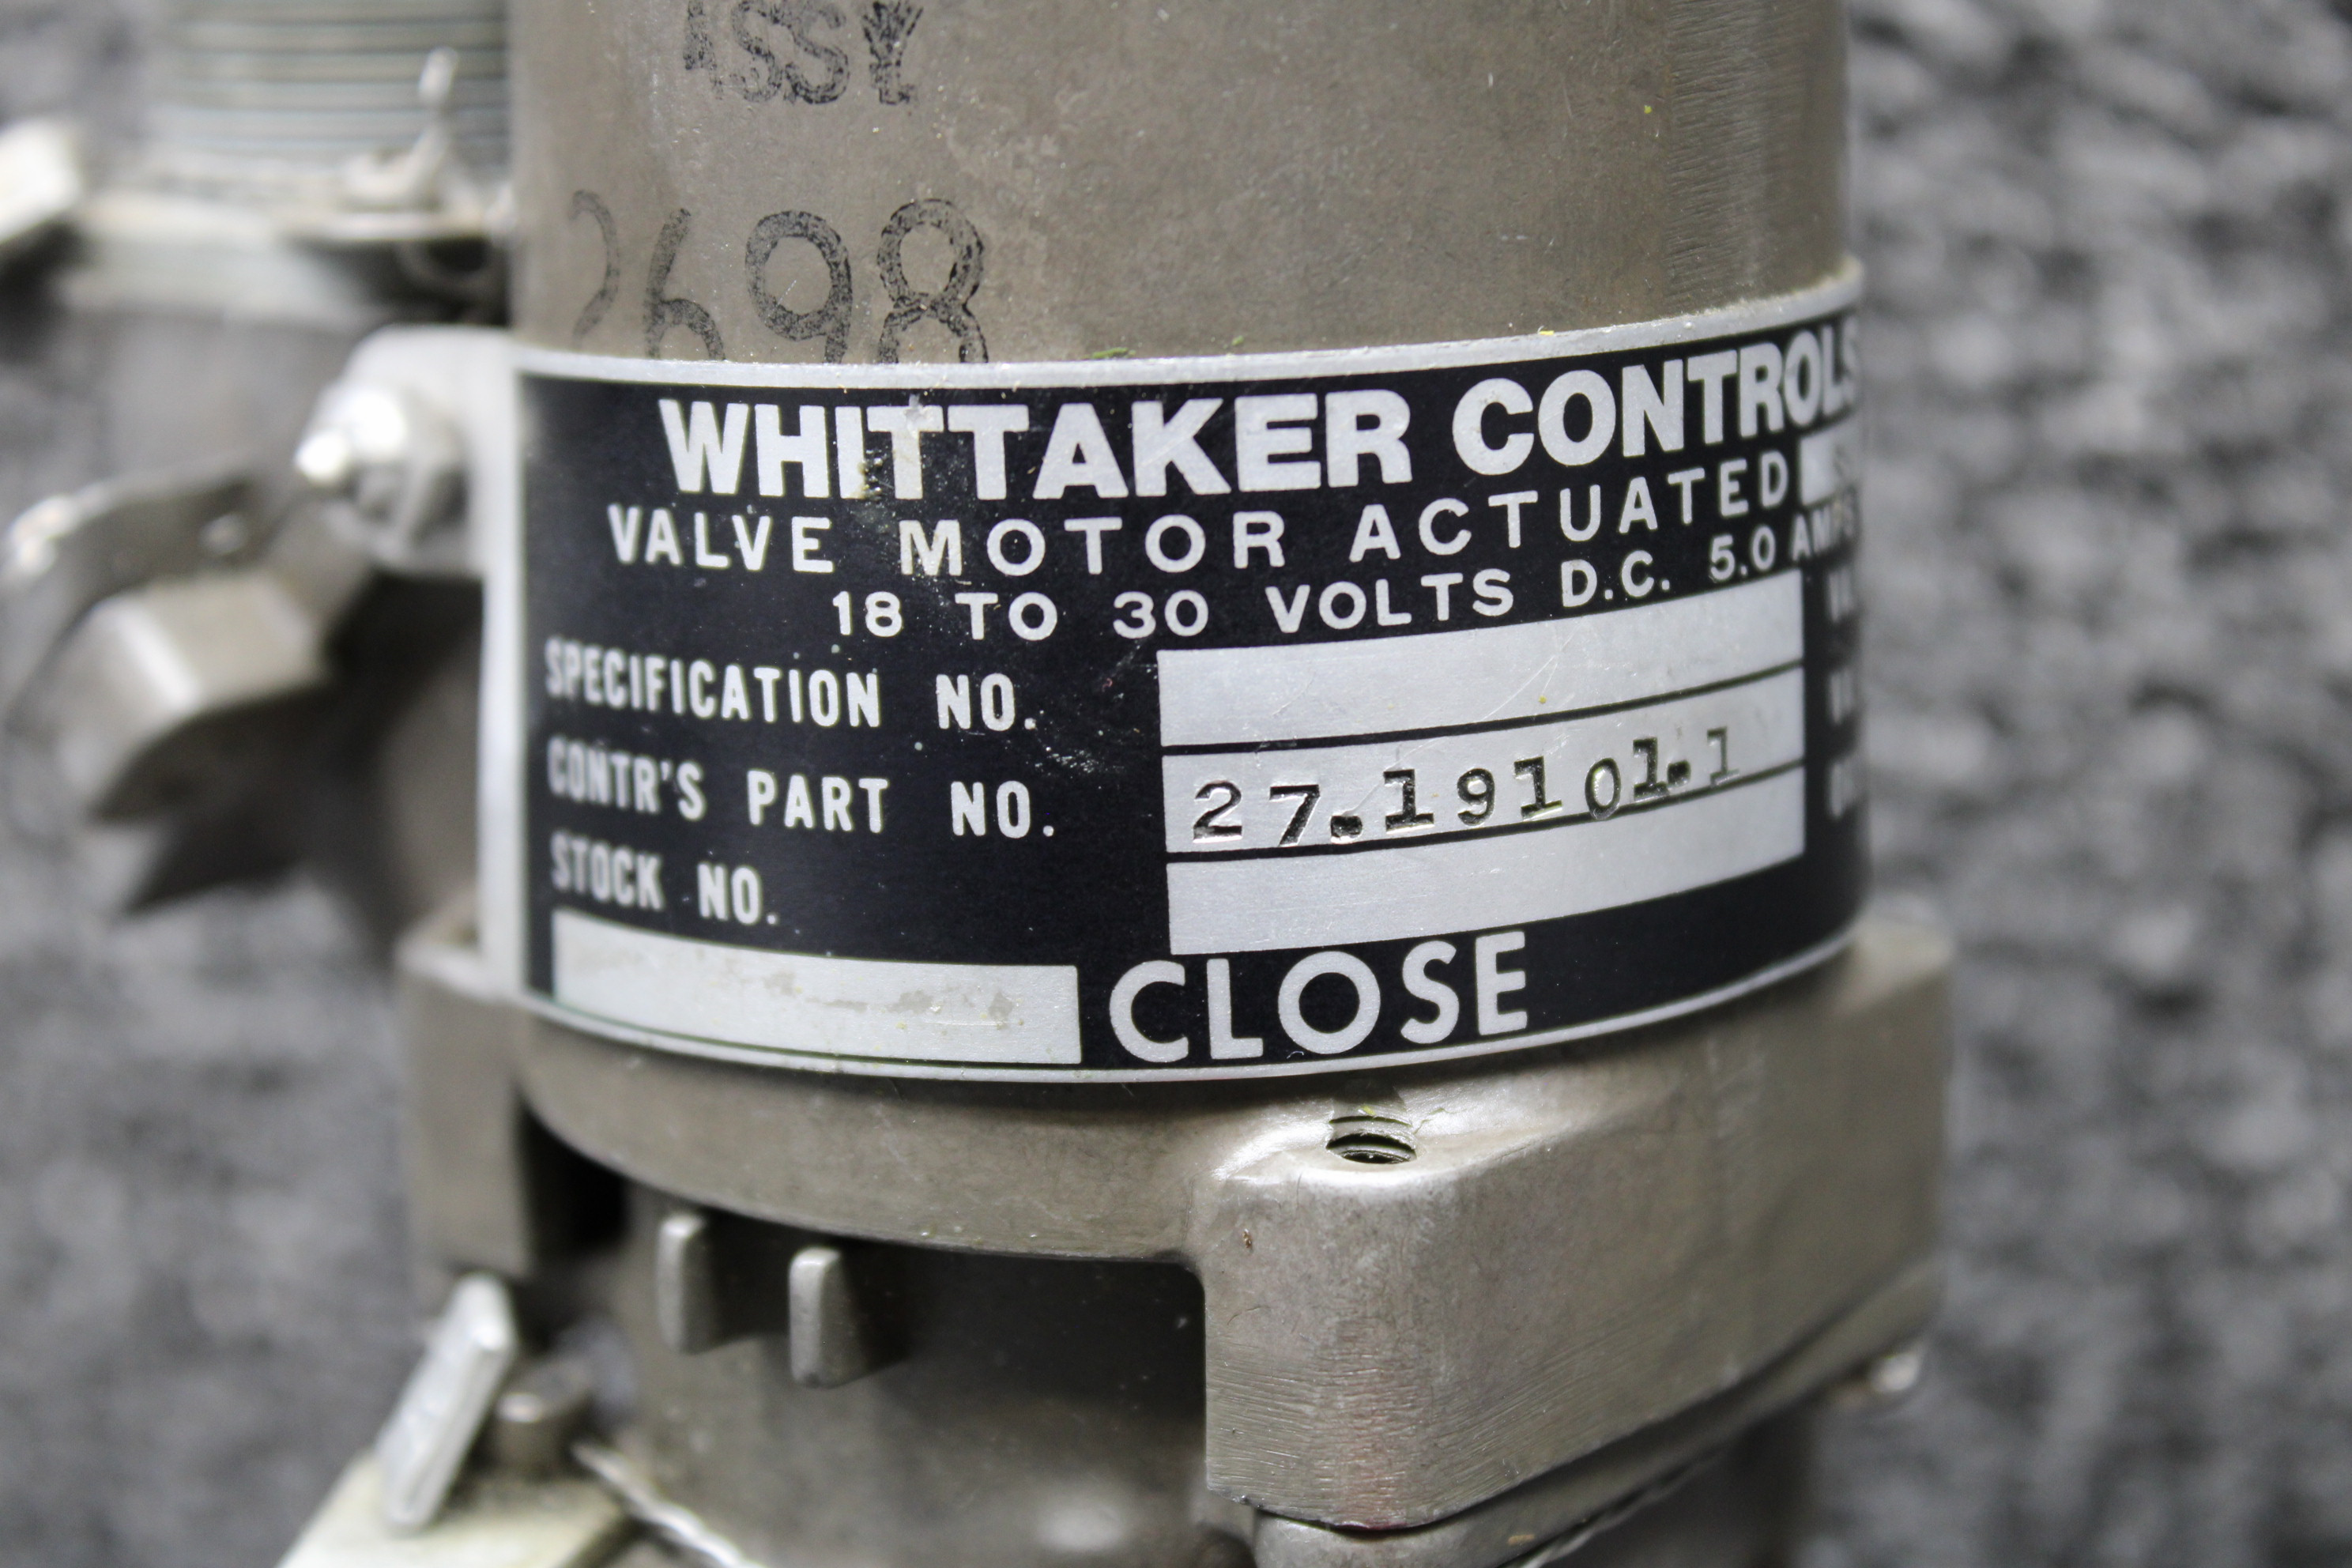 ASSY
2698
WHITTAKER CONTROLS
VALVE MOTOR ACTUATED
18 TO 30 VOLTS D.C. 5.0 AMPS
SPECIFICATION NO.
CONTR'S PART NO. 27.19101.1
STOCK NO.
CLOSE